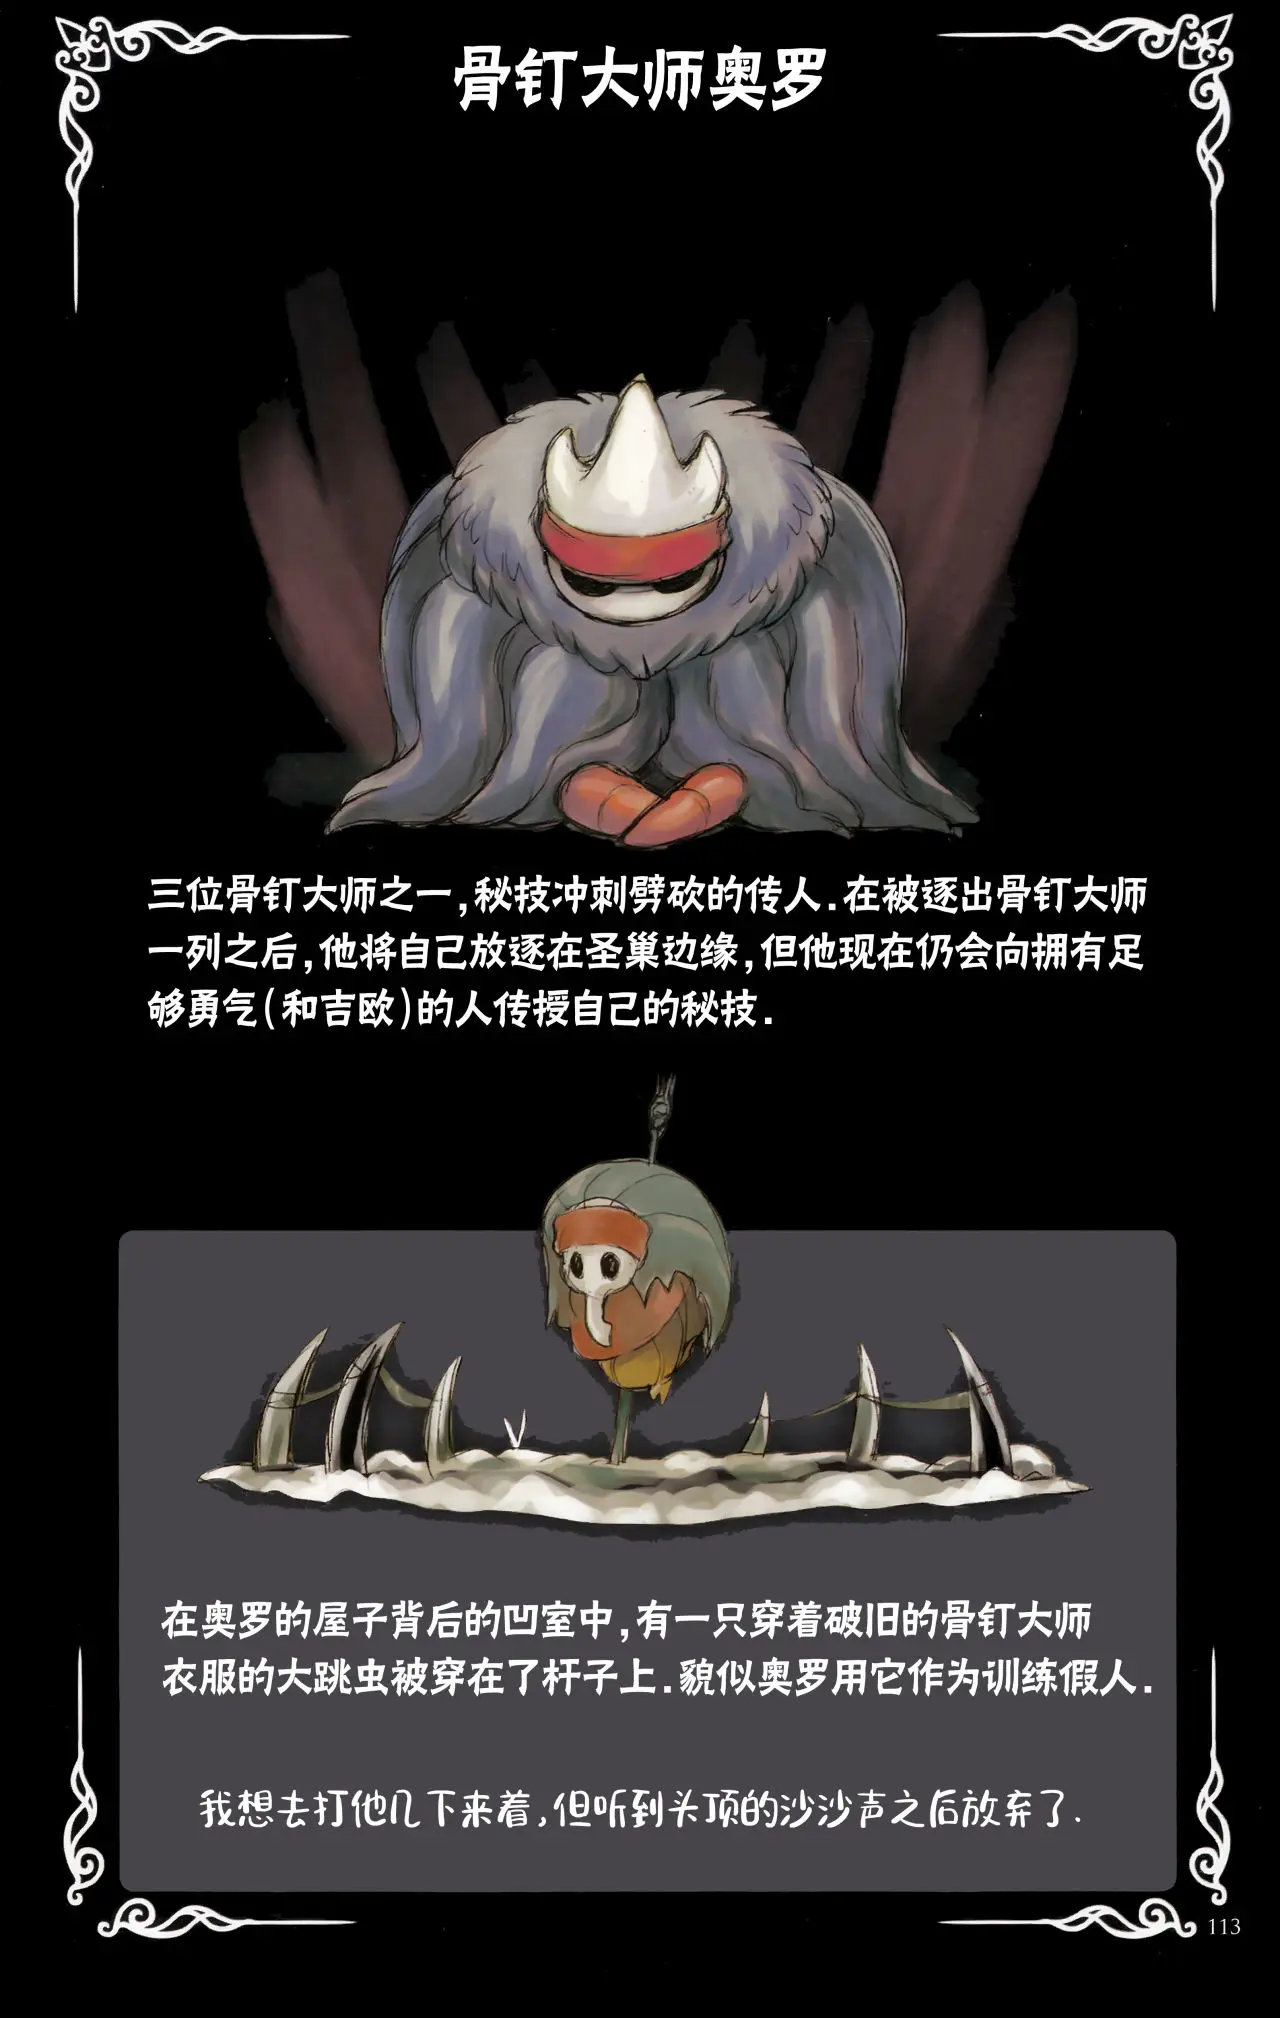 骨钉大师奥罗
三位骨钉大师之一,秘技冲刺劈砍的传人.在被逐出骨钉大师
一列之后,他将自己放逐在圣巢边缘,但他现在仍会向拥有足
够勇气(和吉欧)的人传授自己的秘技.
在奥罗的屋子背后的凹室中,有一只穿着破旧的骨钉大师
衣服的大跳虫被穿在了杆子上.貌似奥罗用它作为训练假人.
我想去打他几下来着,但听到头顶的沙沙声之后放弃了.
113